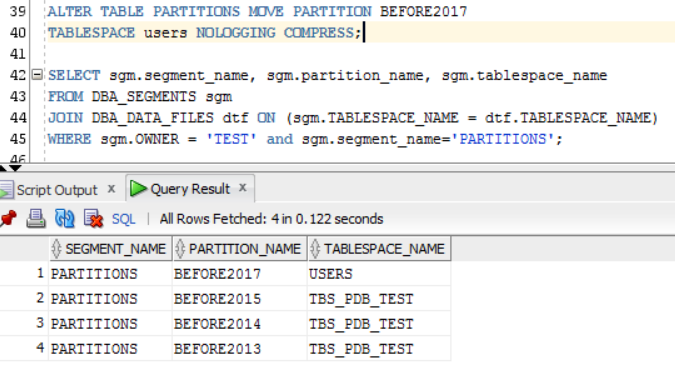 39 ALTER TABLE PARTITIONS MOVE PARTITION BEFORE2017
40 TABLESPACE users NOLOGGING COMPRESS;
41
42 SELECT sgm.segment_name, sgm.partition_name, sgm.tablespace_name
43 FROM DBA_SEGMENTS sgm
44 JOIN DBA_DATA_FILES dtf ON (sgm.TABLESPACE_NAME = dtf.TABLESPACE_NAME)
45 WHERE sgm.OWNER = 'TEST' and sgm.segment_name='PARTITIONS';
46
Script Output x Query Result x
SQL | All Rows Fetched: 4 in 0.122 seconds
SEGMENT_NAME PARTITION_NAME TABLESPACE_NAME
1 PARTITIONS BEFORE2017 USERS
2 PARTITIONS BEFORE2015 TBS_PDB_TEST
3 PARTITIONS BEFORE2014 TBS_PDB_TEST
4 PARTITIONS BEFORE2013 TBS_PDB_TEST